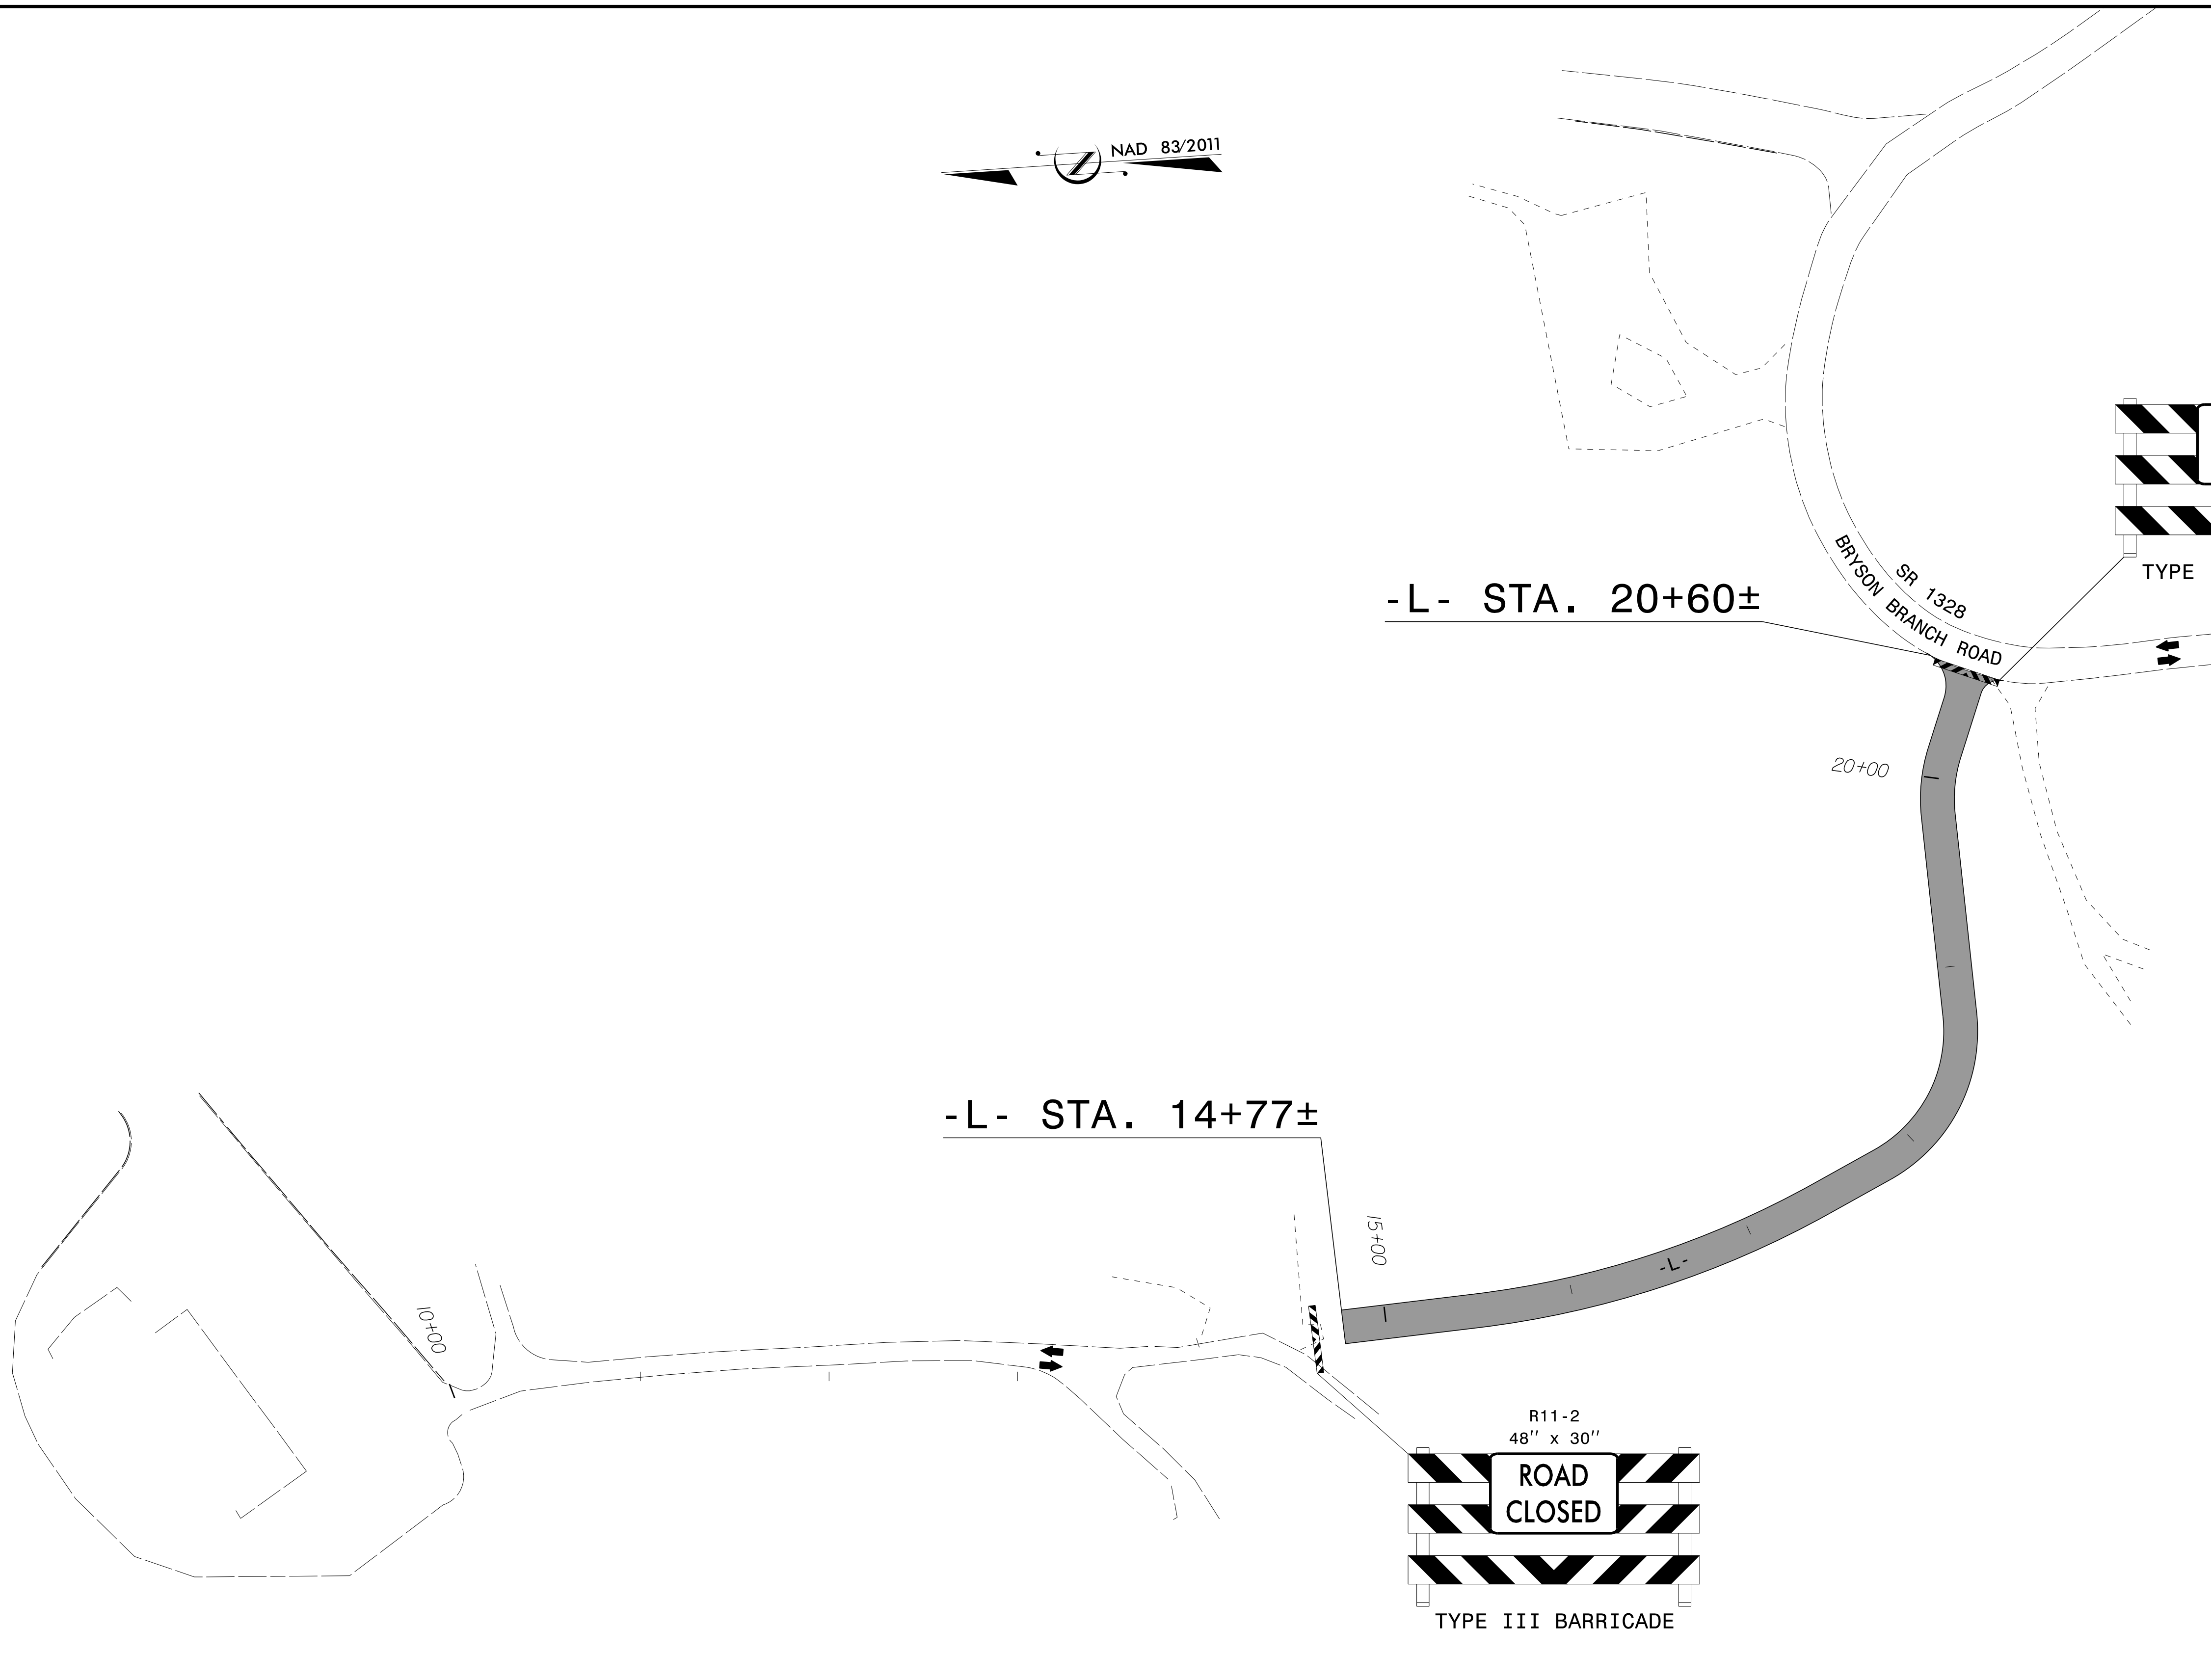 NAD 83/2011
TYPE
SR 1328
BRYSON BRANCH ROAD
-L- STA. 20+60±
20+00
-L- STA. 14+77±
15+00
-L-
10+00
R11-2
48" x 30"
ROAD
CLOSED
TYPE III BARRICADE